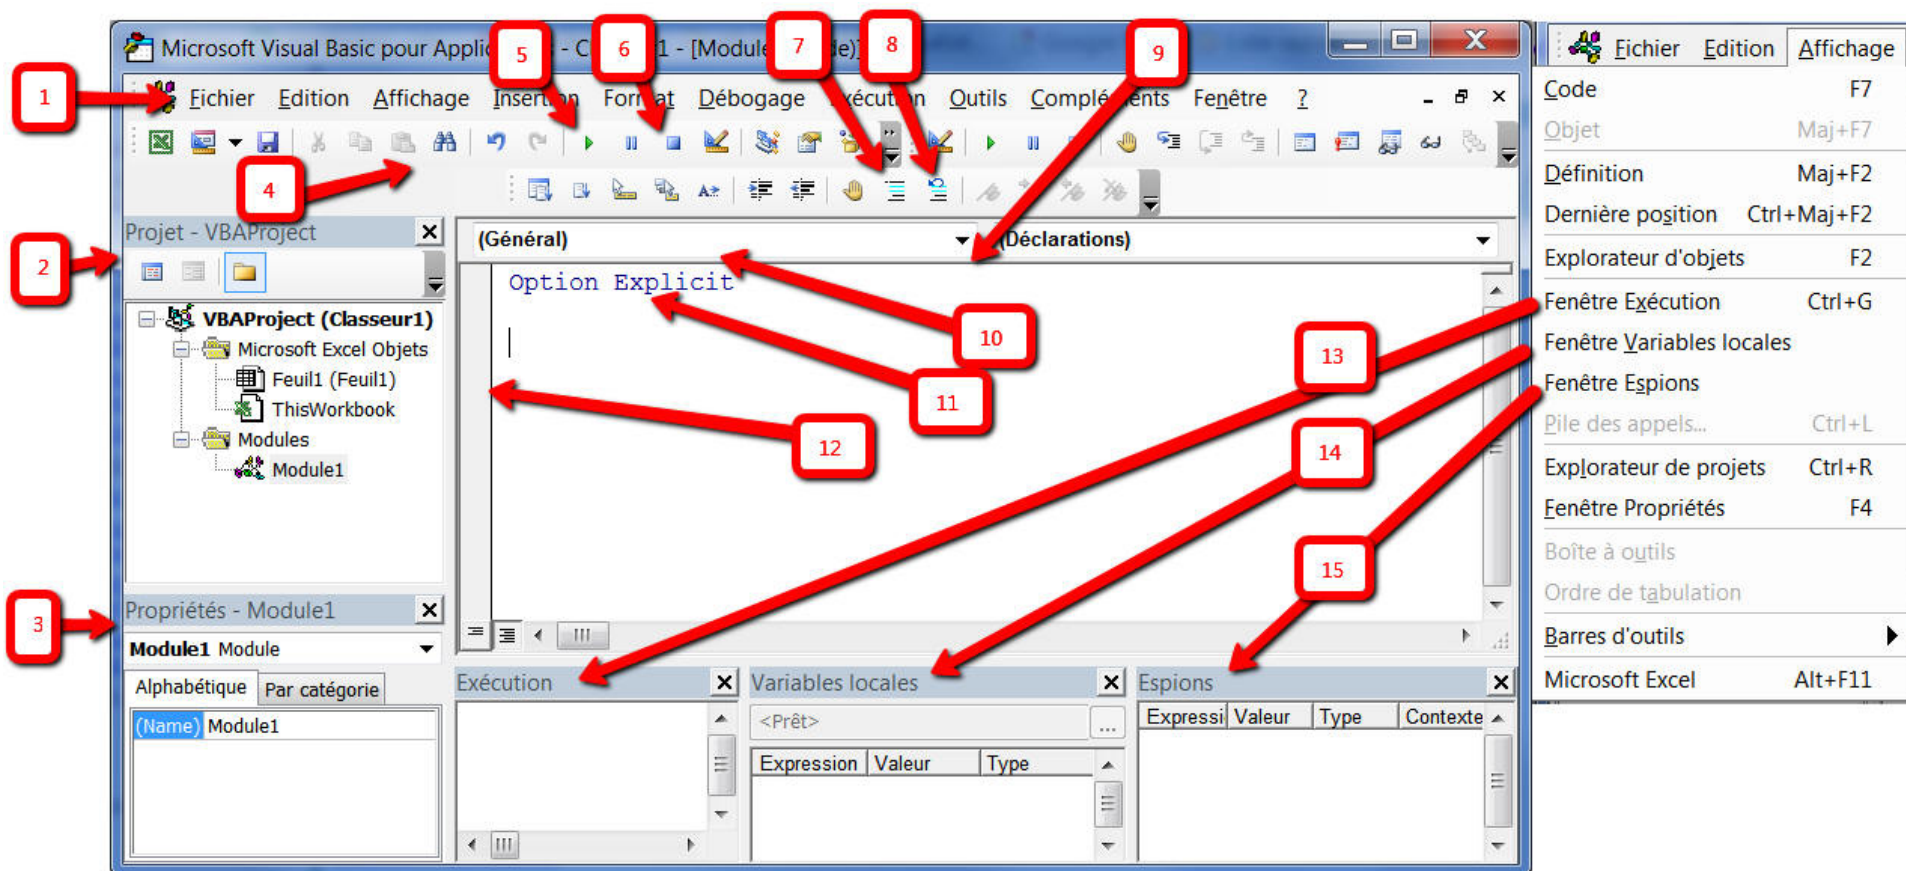 Microsoft Visual Basic pour Appli - C 1 - [Modul de)]
5
6
7
8
9
Fichier Edition Affichage
1
Fichier Edition Affichage Insertion Format Débogage Exécution Outils Compléments Fenêtre ?
4
2
Projet - VBAProject
(Général)
(Déclarations)
Option Explicit
VBAProject (Classeur1)
Microsoft Excel Objets
Feuil1 (Feuil1)
ThisWorkbook
Modules
Module1
10
11
12
13
14
15
3
Propriétés - Module1
Module1 Module
Alphabétique Par catégorie
(Name) Module1
Exécution
Variables locales
<Prêt>
...
Expression Valeur Type
Espions
Expressi Valeur Type Contexte
Code F7
Objet Maj+F7
Définition Maj+F2
Dernière position Ctrl+Maj+F2
Explorateur d'objets F2
Fenêtre Exécution Ctrl+G
Fenêtre Variables locales
Fenêtre Espions
Pile des appels... Ctrl+L
Explorateur de projets Ctrl+R
Fenêtre Propriétés F4
Boîte à outils
Ordre de tabulation
Barres d'outils
Microsoft Excel Alt+F11